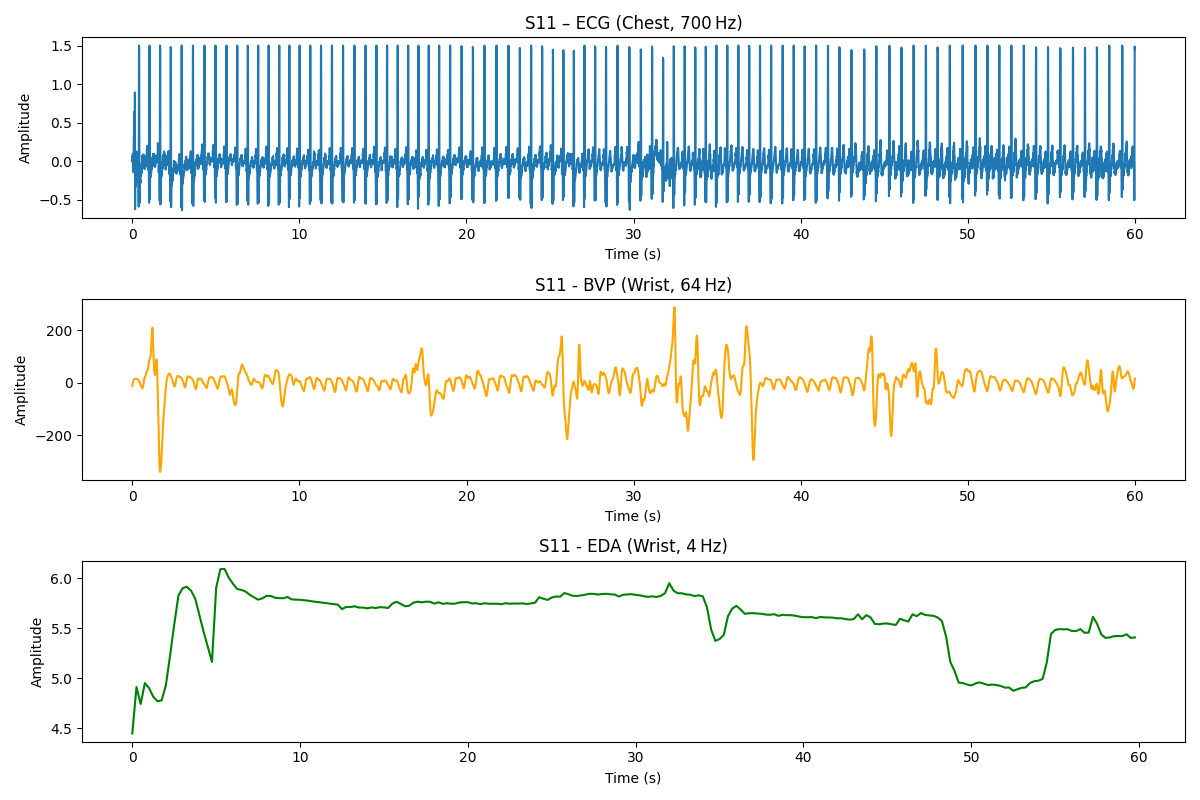 S11 – ECG (Chest, 700 Hz)
1.5
1.0
0.5
0.0
−0.5
Amplitude
0 10 20 30 40 50 60
Time (s)
S11 - BVP (Wrist, 64 Hz)
200
0
−200
Amplitude
0 10 20 30 40 50 60
Time (s)
S11 - EDA (Wrist, 4 Hz)
6.0
5.5
5.0
4.5
Amplitude
0 10 20 30 40 50 60
Time (s)